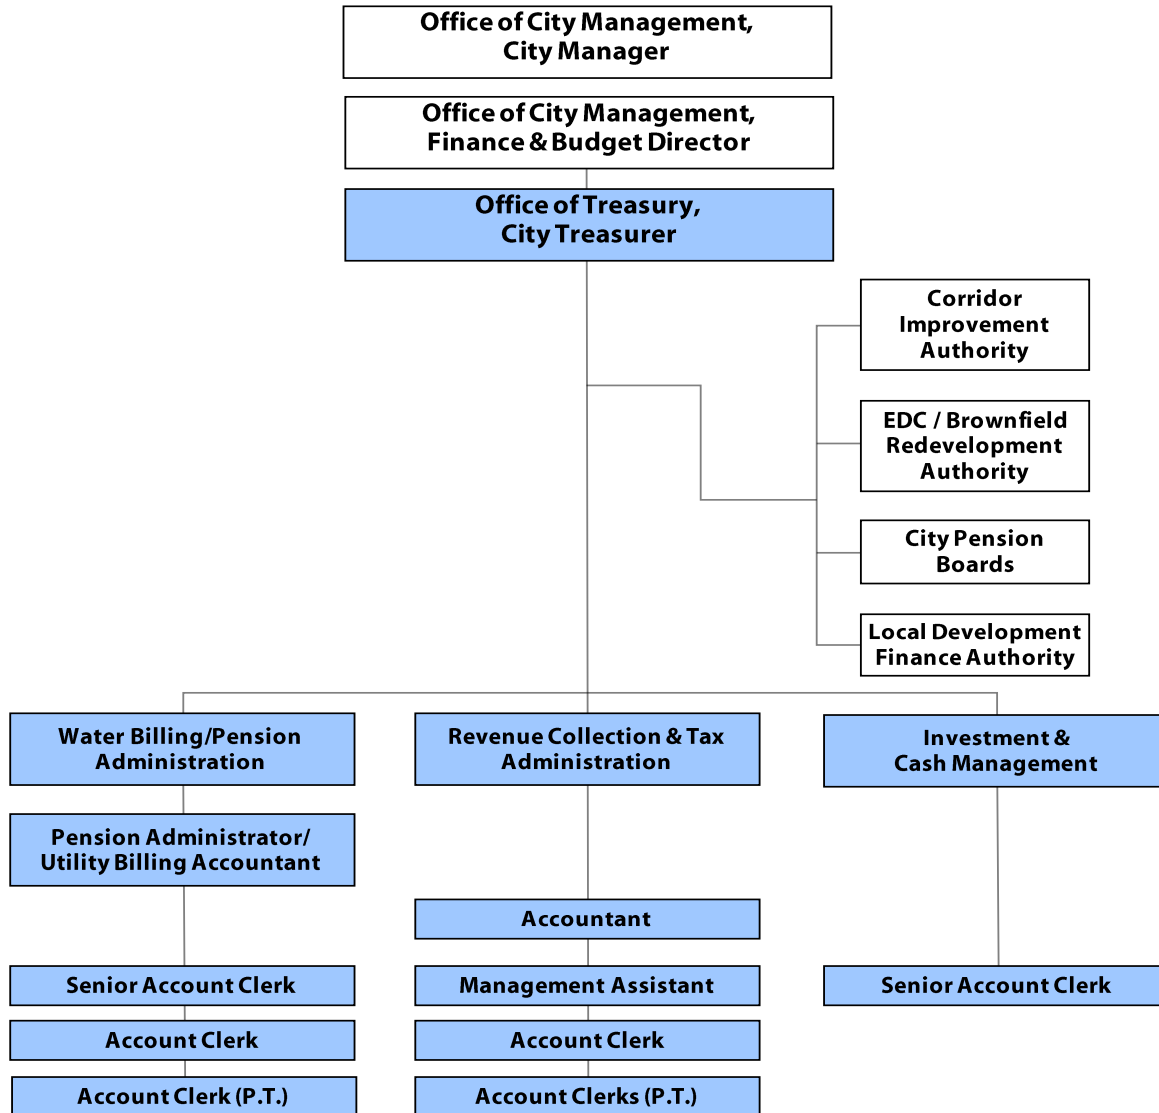 Office of City Management,
City Manager
Office of City Management,
Finance & Budget Director
Office of Treasury,
City Treasurer
Corridor
Improvement
Authority
EDC / Brownfield
Redevelopment
Authority
City Pension
Boards
Local Development
Finance Authority
Water Billing/Pension
Administration
Revenue Collection & Tax
Administration
Investment &
Cash Management
Pension Administrator/
Utility Billing Accountant
Accountant
Senior Account Clerk
Management Assistant
Senior Account Clerk
Account Clerk
Account Clerk
Account Clerk (P.T.)
Account Clerks (P.T.)